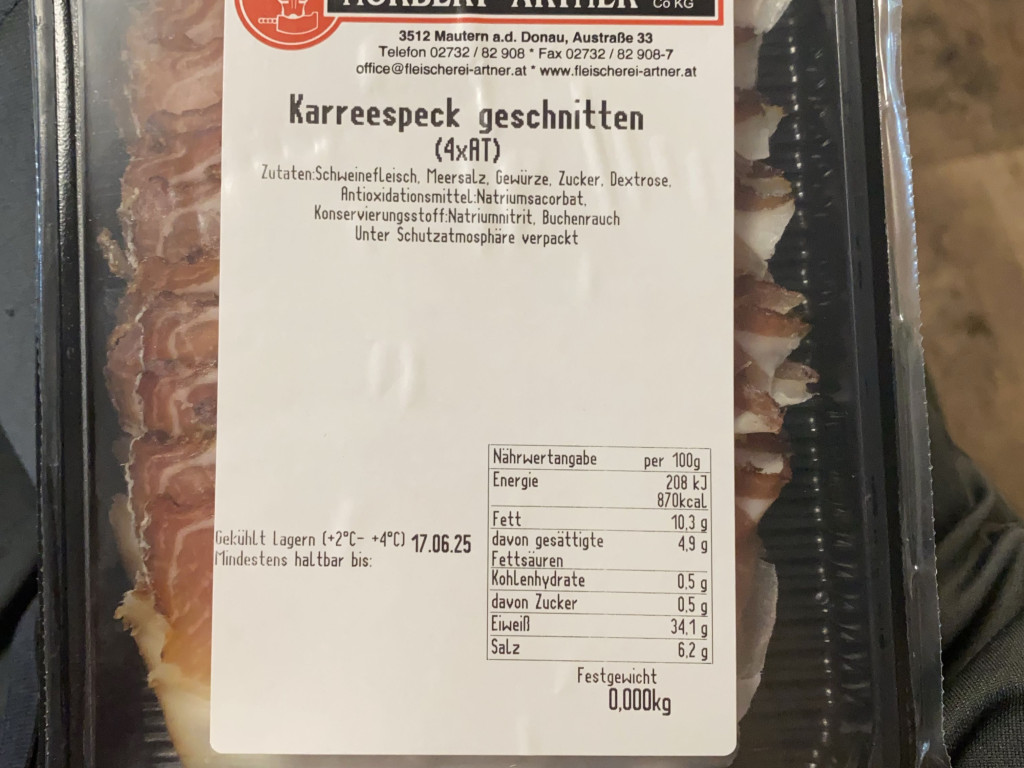 Co KG
3512 Mautern a.d. Donau, Austraße 33
Telefon 02732 / 82 908 * Fax 02732 / 82 908-7
office@fleischerei-artner.at * www.fleischerei-artner.at
Karreespeck geschnitten
(4xAT)
Zutaten:Schweinefleisch, Meersalz, Gewürze, Zucker, Dextrose,
Antioxidationsmittel:Natriumsacorbat,
Konservierungsstoff:Natriumnitrit, Buchenrauch
Unter Schutzatmosphäre verpackt
Gekühlt Lagern (+2°C- +4°C) 17.06.25
Mindestens haltbar bis:
Nährwertangabe per 100g
Energie 208 kJ
870kcal
Fett 10,3 g
davon gesättigte 4,9 g
Fettsäuren
Kohlenhydrate 0,5 g
davon Zucker 0,5 g
Eiweiß 34,1 g
Salz 6,2 g
Festgewicht
0,000kg